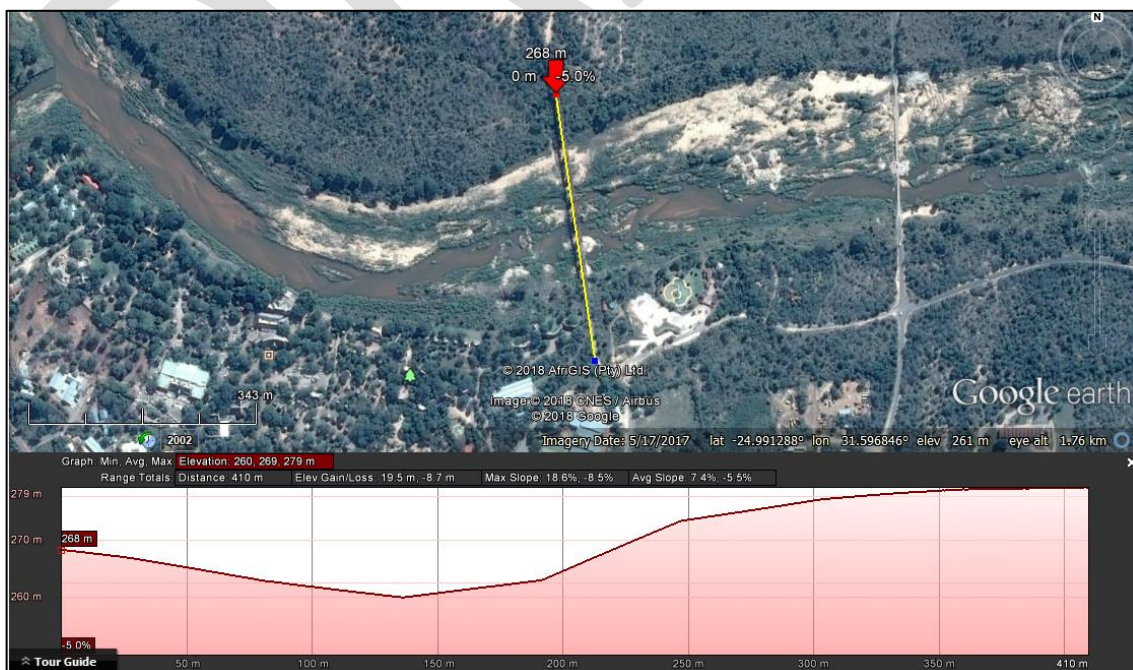 N
268 m
0 m -5.0%
© 2018 AfriGIS (Pty) Ltd.
343 m
Image © 2018 CNES / Airbus
© 2018 Google
Google earth
2002
Imagery Date: 5/17/2017 lat -24.991288° lon 31.596846° elev 261 m eye alt 1.76 km
Graph: Min, Avg, Max Elevation: 260, 269, 279 m
Range Totals: Distance: 410 m Elev Gain/Loss: 19.5 m, -8.7 m Max Slope: 18.6%, -8.5% Avg Slope: 7.4%, -5.5%
279 m
268 m
270 m
260 m
-5.0%
Tour Guide 50 m 100 m 150 m 200 m 250 m 300 m 350 m 410 m